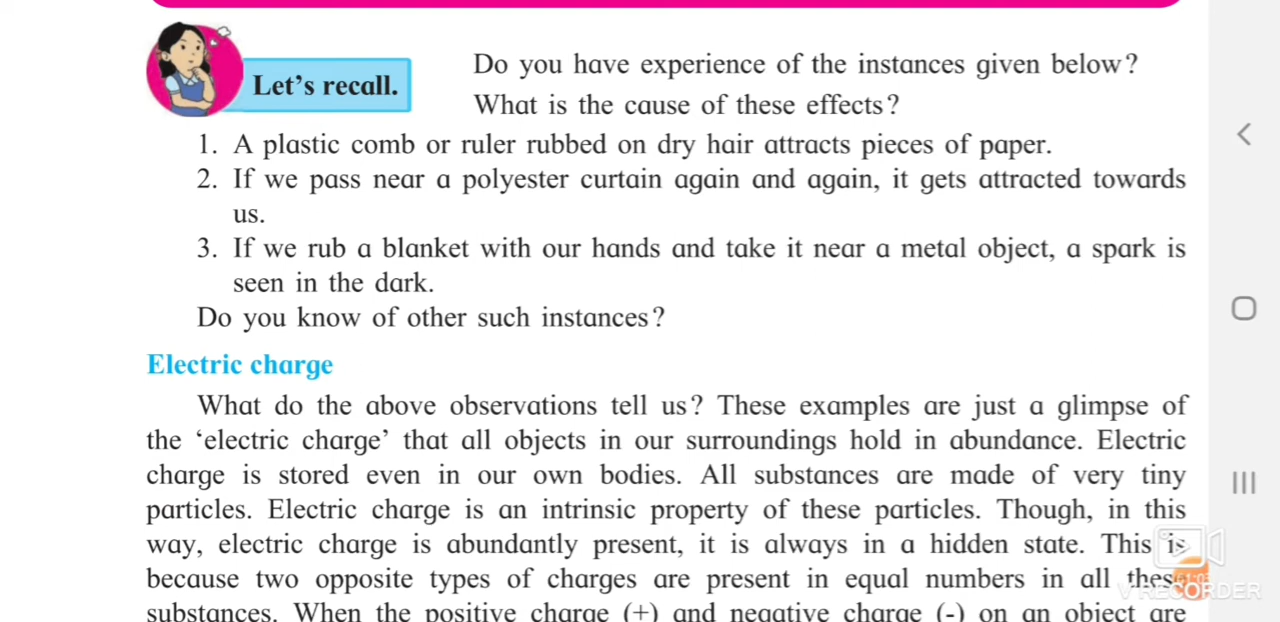 Let's recall.
Do you have experience of the instances given below?
What is the cause of these effects?
1. A plastic comb or ruler rubbed on dry hair attracts pieces of paper.
2. If we pass near a polyester curtain again and again, it gets attracted towards
us.
3. If we rub a blanket with our hands and take it near a metal object, a spark is
seen in the dark.
Do you know of other such instances?
Electric charge
What do the above observations tell us? These examples are just a glimpse of
the ‘electric charge’ that all objects in our surroundings hold in abundance. Electric
charge is stored even in our own bodies. All substances are made of very tiny
particles. Electric charge is an intrinsic property of these particles. Though, in this
way, electric charge is abundantly present, it is always in a hidden state. This is
because two opposite types of charges are present in equal numbers in all these
substances. When the positive charge (+) and negative charge (-) on an object are
V RECORDER